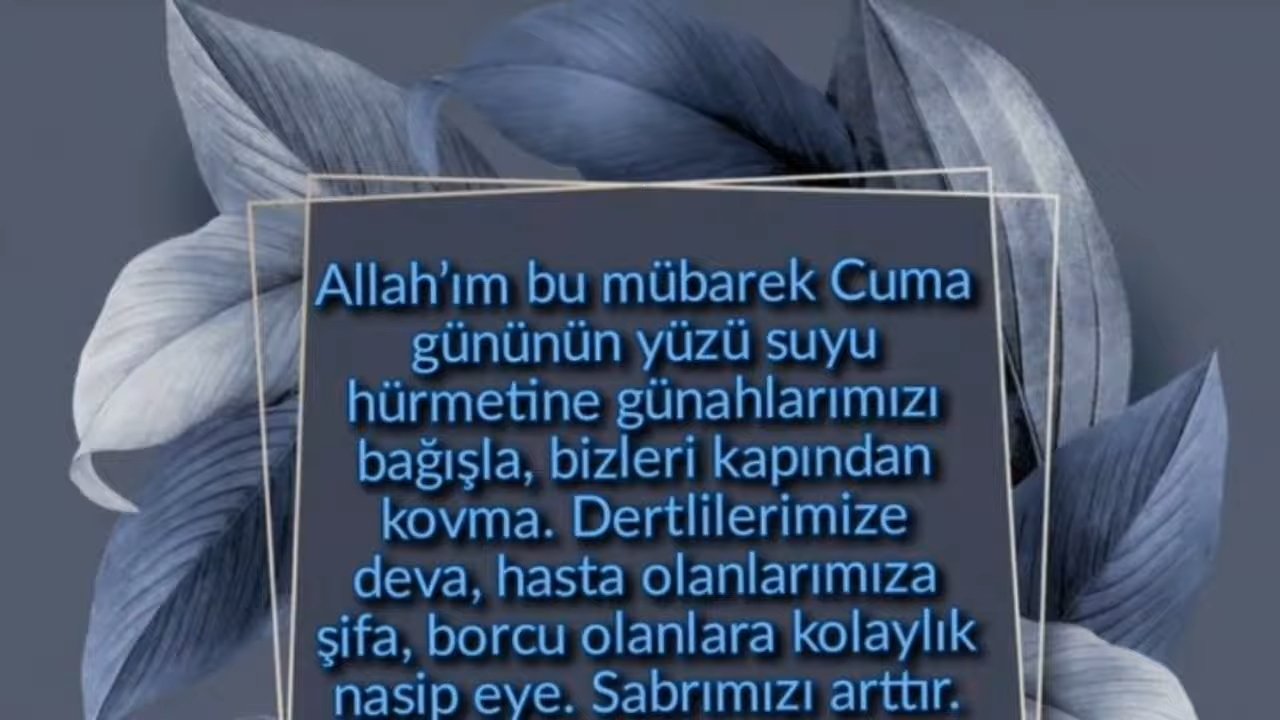 Allah’ım bu mübarek Cuma
gününün yüzü suyu
hürmetine günahlarımızı
bağışla, bizleri kapından
kovma. Dertlilerimize
deva, hasta olanlarımıza
şifa, borcu olanlara kolaylık
nasip eye. Sabrımızı arttır.